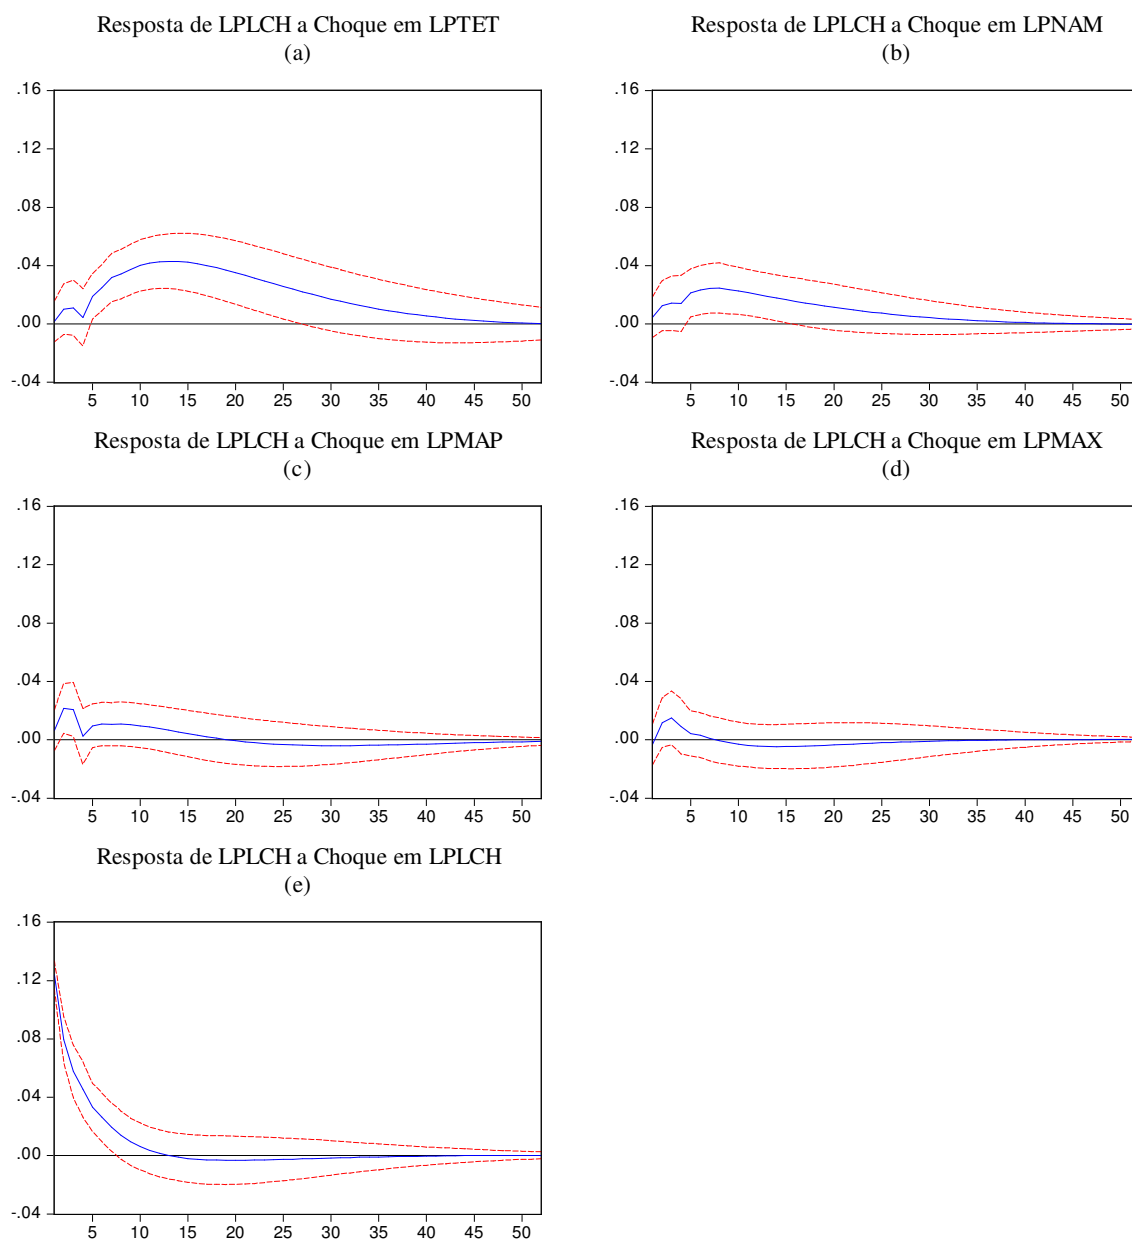 Resposta de LPLCH a Choque em LPTET
(a)
.16
.12
.08
.04
.00
-.04
5 10 15 20 25 30 35 40 45 50
Resposta de LPLCH a Choque em LPNAM
(b)
.16
.12
.08
.04
.00
-.04
5 10 15 20 25 30 35 40 45 50
Resposta de LPLCH a Choque em LPMAP
(c)
.16
.12
.08
.04
.00
-.04
5 10 15 20 25 30 35 40 45 50
Resposta de LPLCH a Choque em LPMAX
(d)
.16
.12
.08
.04
.00
-.04
5 10 15 20 25 30 35 40 45 50
Resposta de LPLCH a Choque em LPLCH
(e)
.16
.12
.08
.04
.00
-.04
5 10 15 20 25 30 35 40 45 50